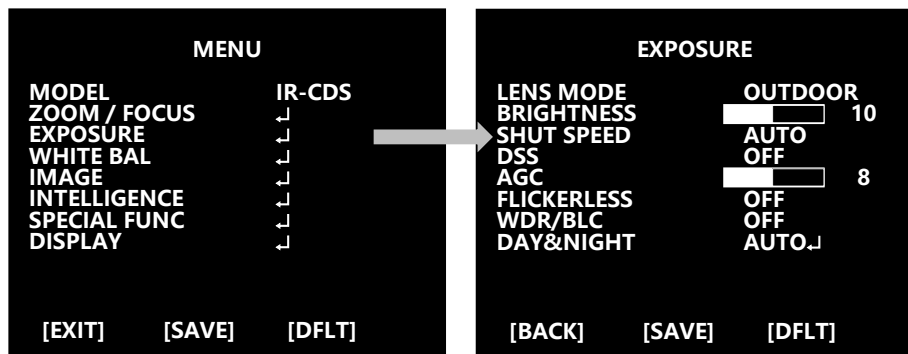 MENU
MODEL IR-CDS
ZOOM / FOCUS ↵
EXPOSURE ↵
WHITE BAL ↵
IMAGE ↵
INTELLIGENCE ↵
SPECIAL FUNC ↵
DISPLAY ↵
[EXIT] [SAVE] [DFLT]
EXPOSURE
LENS MODE OUTDOOR
BRIGHTNESS 10
SHUT SPEED AUTO
DSS OFF
AGC 8
FLICKERLESS OFF
WDR/BLC OFF
DAY&NIGHT AUTO↵
[BACK] [SAVE] [DFLT]